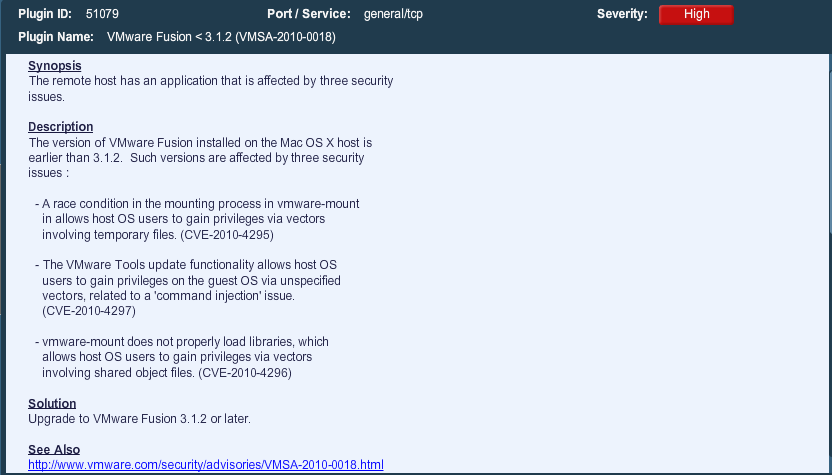 Plugin ID: 51079 Port / Service: general/tcp Severity: High
Plugin Name: VMware Fusion < 3.1.2 (VMSA-2010-0018)
Synopsis
The remote host has an application that is affected by three security
issues.
Description
The version of VMware Fusion installed on the Mac OS X host is
earlier than 3.1.2. Such versions are affected by three security
issues :
- A race condition in the mounting process in vmware-mount
in allows host OS users to gain privileges via vectors
involving temporary files. (CVE-2010-4295)
- The VMware Tools update functionality allows host OS
users to gain privileges on the guest OS via unspecified
vectors, related to a 'command injection' issue.
(CVE-2010-4297)
- vmware-mount does not properly load libraries, which
allows host OS users to gain privileges via vectors
involving shared object files. (CVE-2010-4296)
Solution
Upgrade to VMware Fusion 3.1.2 or later.
See Also
http://www.vmware.com/security/advisories/VMSA-2010-0018.html